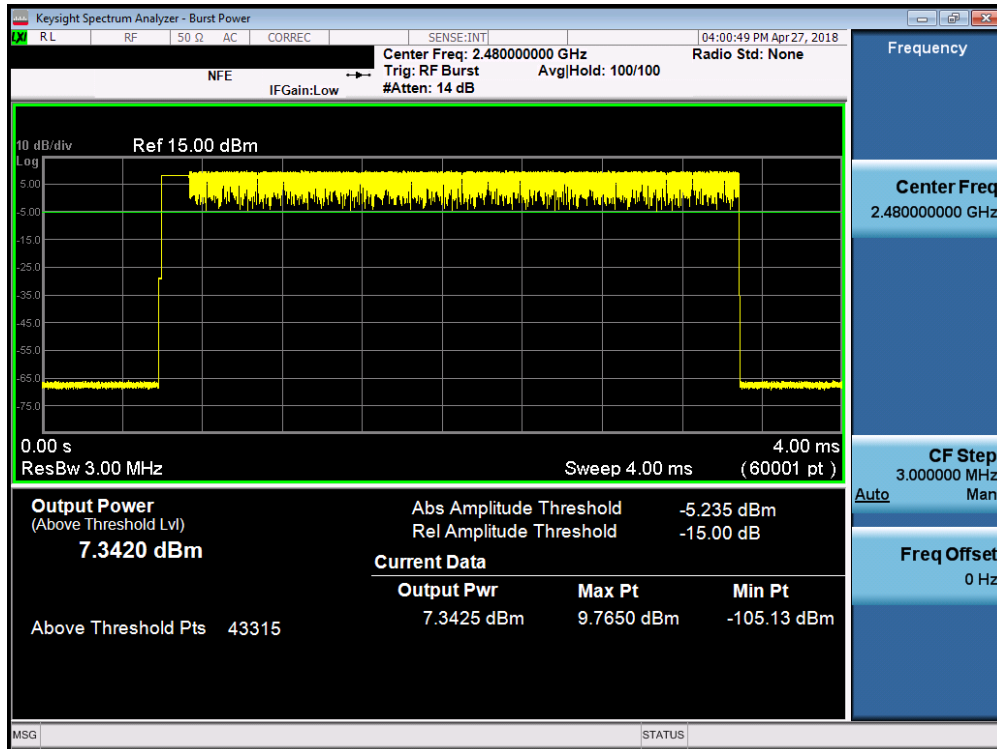 Keysight Spectrum Analyzer - Burst Power
LXI RL RF 50 Ω AC CORREC SENSE:INT 04:00:49 PM Apr 27, 2018
Center Freq: 2.480000000 GHz Radio Std: None
NFE Trig: RF Burst Avg|Hold: 100/100
IFGain:Low #Atten: 14 dB
Frequency
10 dB/div Ref 15.00 dBm
Log
5.00
-5.00
-15.0
-25.0
-35.0
-45.0
-55.0
-65.0
-75.0
0.00 s 4.00 ms
ResBw 3.00 MHz Sweep 4.00 ms (60001 pt)
Output Power
(Above Threshold Lvl)
7.3420 dBm
Above Threshold Pts 43315
Abs Amplitude Threshold -5.235 dBm
Rel Amplitude Threshold -15.00 dB
Current Data
Output Pwr Max Pt Min Pt
7.3425 dBm 9.7650 dBm -105.13 dBm
Center Freq
2.480000000 GHz
CF Step
3.000000 MHz
Auto Man
Freq Offset
0 Hz
MSG STATUS